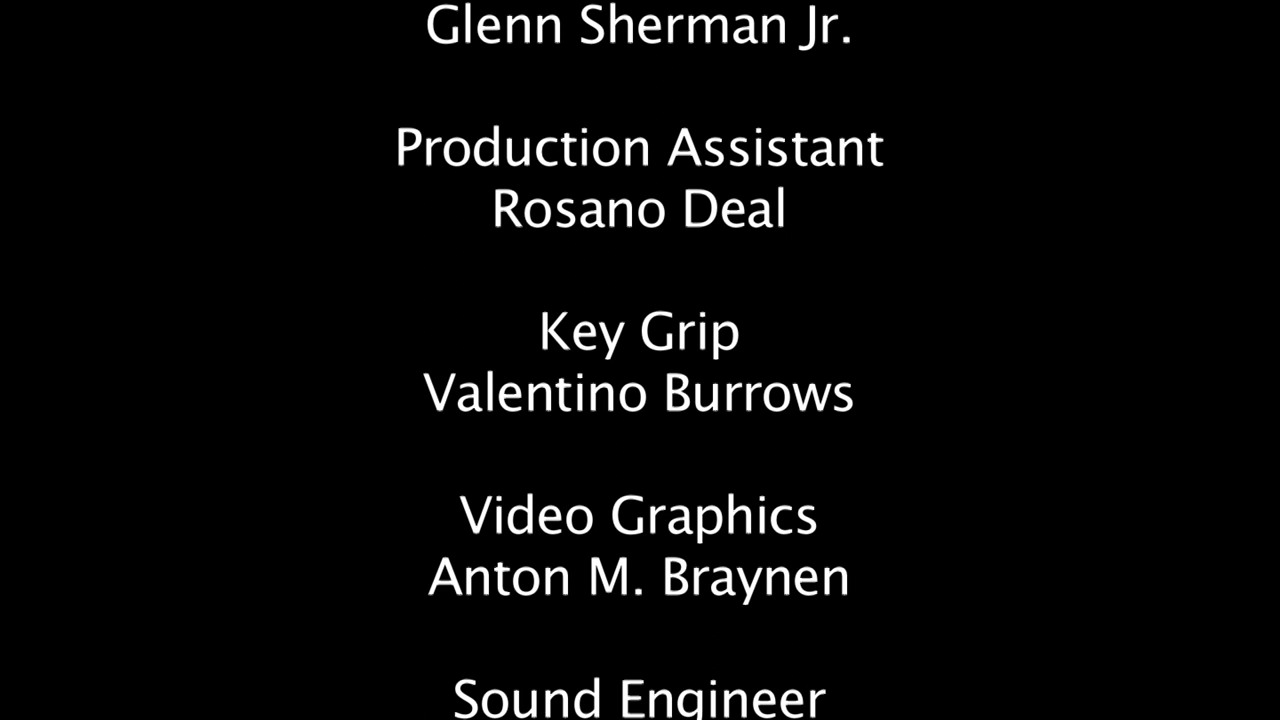 Glenn Sherman Jr.
Production Assistant
Rosano Deal
Key Grip
Valentino Burrows
Video Graphics
Anton M. Braynen
Sound Engineer